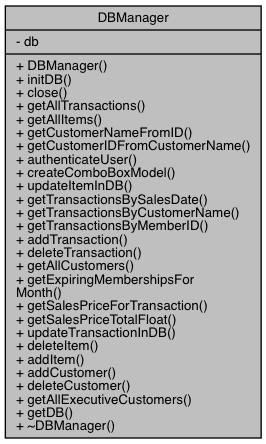 DBManager
- db
+ DBManager()
+ initDB()
+ close()
+ getAllTransactions()
+ getAllItems()
+ getCustomerNameFromID()
+ getCustomerIDFromCustomerName()
+ authenticateUser()
+ createComboBoxModel()
+ updateItemInDB()
+ getTransactionsBySalesDate()
+ getTransactionsByCustomerName()
+ getTransactionsByMemberID()
+ addTransaction()
+ deleteTransaction()
+ getAllCustomers()
+ getExpiringMembershipsFor
Month()
+ getSalesPriceForTransaction()
+ getSalesPriceTotalFloat()
+ updateTransactionInDB()
+ deleteItem()
+ addItem()
+ addCustomer()
+ deleteCustomer()
+ getAllExecutiveCustomers()
+ getDB()
+ ~DBManager()